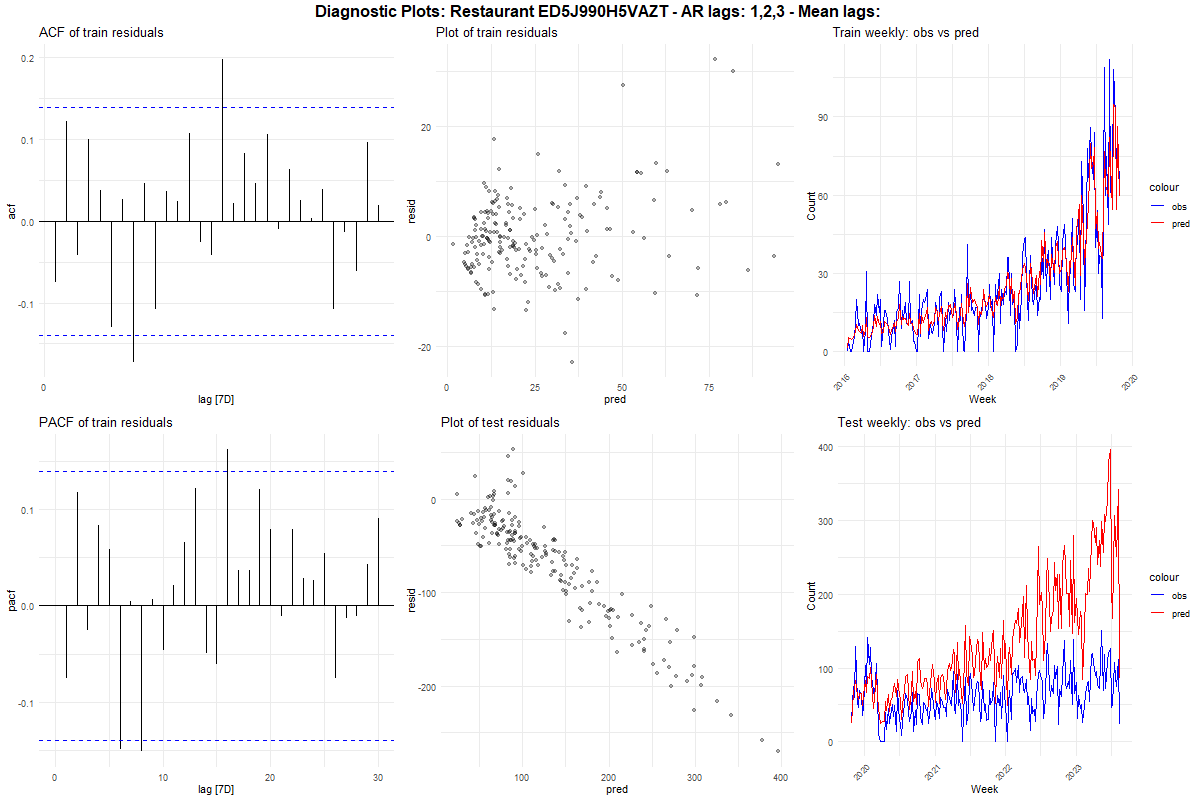 Diagnostic Plots: Restaurant ED5J990H5VAZT - AR lags: 1,2,3 - Mean lags:
ACF of train residuals
0.2
0.1
0.0
-0.1
acf
0
lag [7D]
Plot of train residuals
20
0
-20
resid
0 25 50 75
pred
Train weekly: obs vs pred
90
60
30
0
Count
2016 2017 2018 2019 2020
Week
colour
obs
pred
PACF of train residuals
0.1
0.0
-0.1
pacf
0 10 20 30
lag [7D]
Plot of test residuals
0
-100
-200
resid
100 200 300 400
pred
Test weekly: obs vs pred
400
300
200
100
0
Count
2020 2021 2022 2023
Week
colour
obs
pred